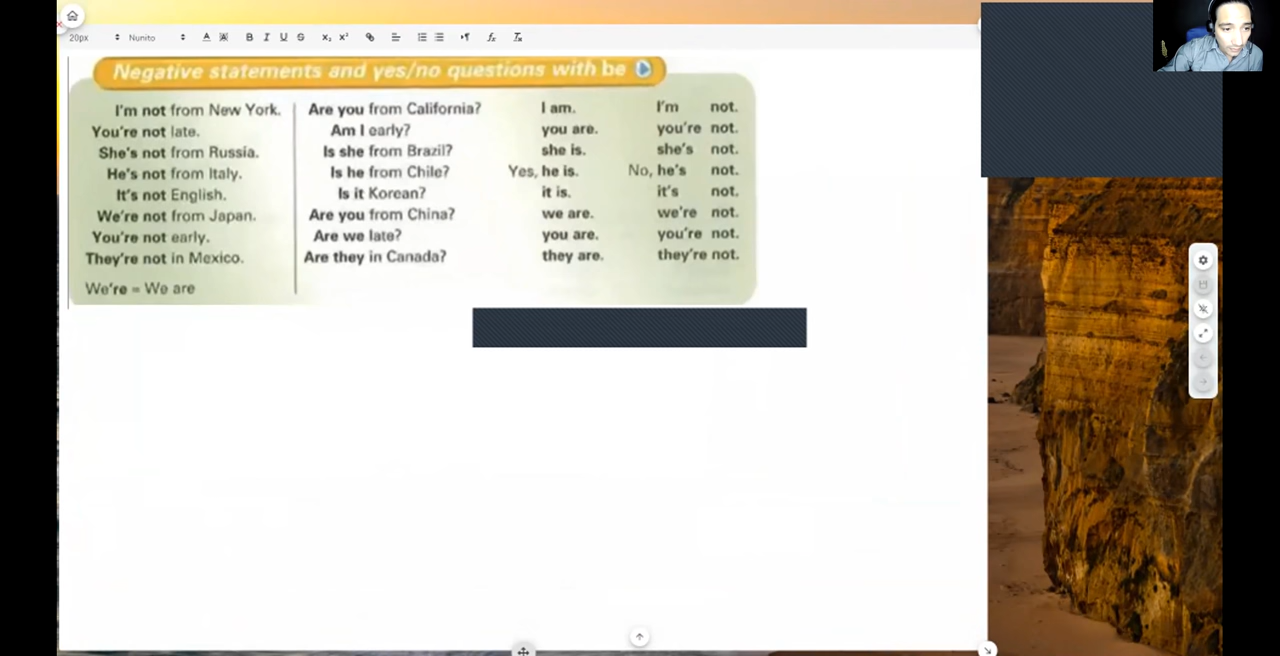 20px Nunito A A B I U S X₂ X² fx Tx
Negative statements and yes/no questions with be
I'm not from New York. Are you from California? I am. I'm not.
You're not late. Am I early? you are. you're not.
She's not from Russia. Is she from Brazil? she is. she's not.
He's not from Italy. Is he from Chile? Yes, he is. No, he's not.
It's not English. Is it Korean? it is. it's not.
We're not from Japan. Are you from China? we are. we're not.
You're not early. Are we late? you are. you're not.
They're not in Mexico. Are they in Canada? they are. they're not.
We're = We are